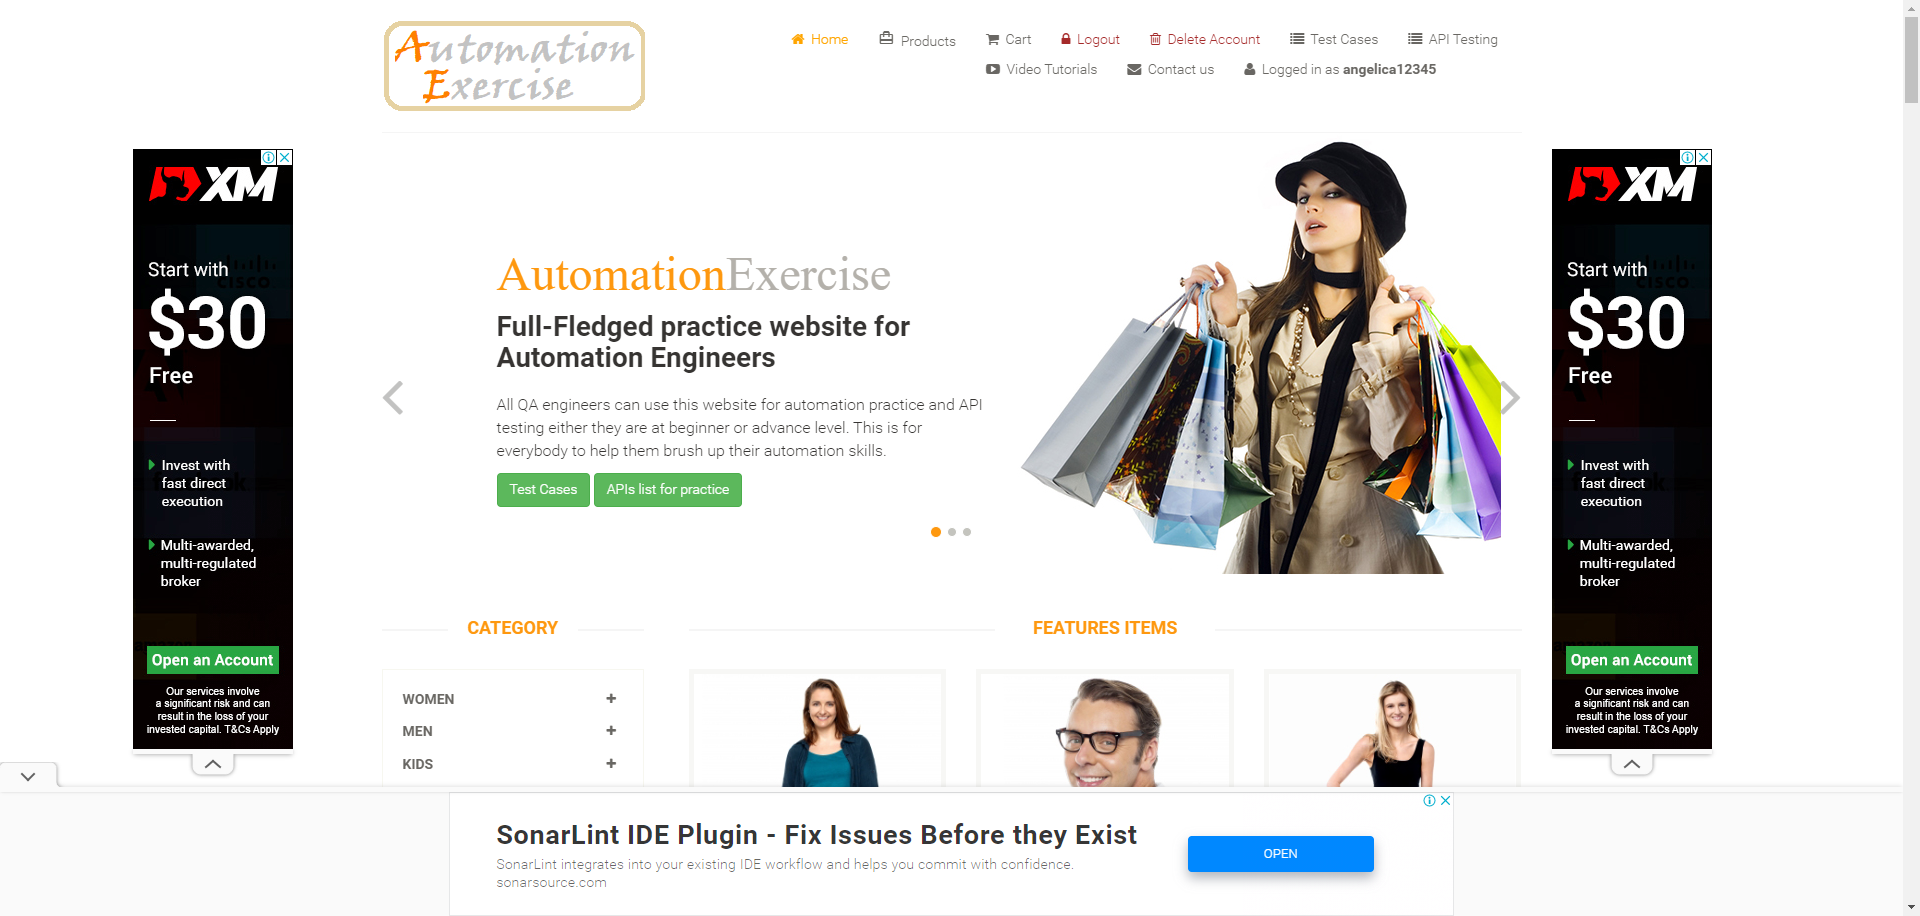 Automation
Exercise
Home
Products
Cart
Logout
Delete Account
Test Cases
API Testing
Video Tutorials
Contact us
Logged in as angelica12345
XM
Start with
$30
Free
Invest with
fast direct
execution
Multi-awarded,
multi-regulated
broker
Open an Account
Our services involve
a significant risk and can
result in the loss of your
invested capital. T&Cs Apply
AutomationExercise
Full-Fledged practice website for
Automation Engineers
All QA engineers can use this website for automation practice and API
testing either they are at beginner or advance level. This is for
everybody to help them brush up their automation skills.
Test Cases
APIs list for practice
XM
Start with
$30
Free
Invest with
fast direct
execution
Multi-awarded,
multi-regulated
broker
Open an Account
Our services involve
a significant risk and can
result in the loss of your
invested capital. T&Cs Apply
CATEGORY
WOMEN
MEN
KIDS
FEATURES ITEMS
SonarLint IDE Plugin - Fix Issues Before they Exist
SonarLint integrates into your existing IDE workflow and helps you commit with confidence.
sonarsource.com
OPEN